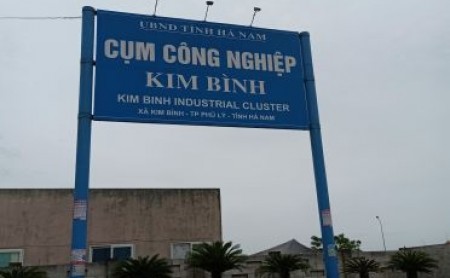 UBND TỈNH HÀ NAM
CỤM CÔNG NGHIỆP
KIM BÌNH
KIM BINH INDUSTRIAL CLUSTER
XÃ KIM BÌNH - TP PHỦ LÝ - TỈNH HÀ NAM